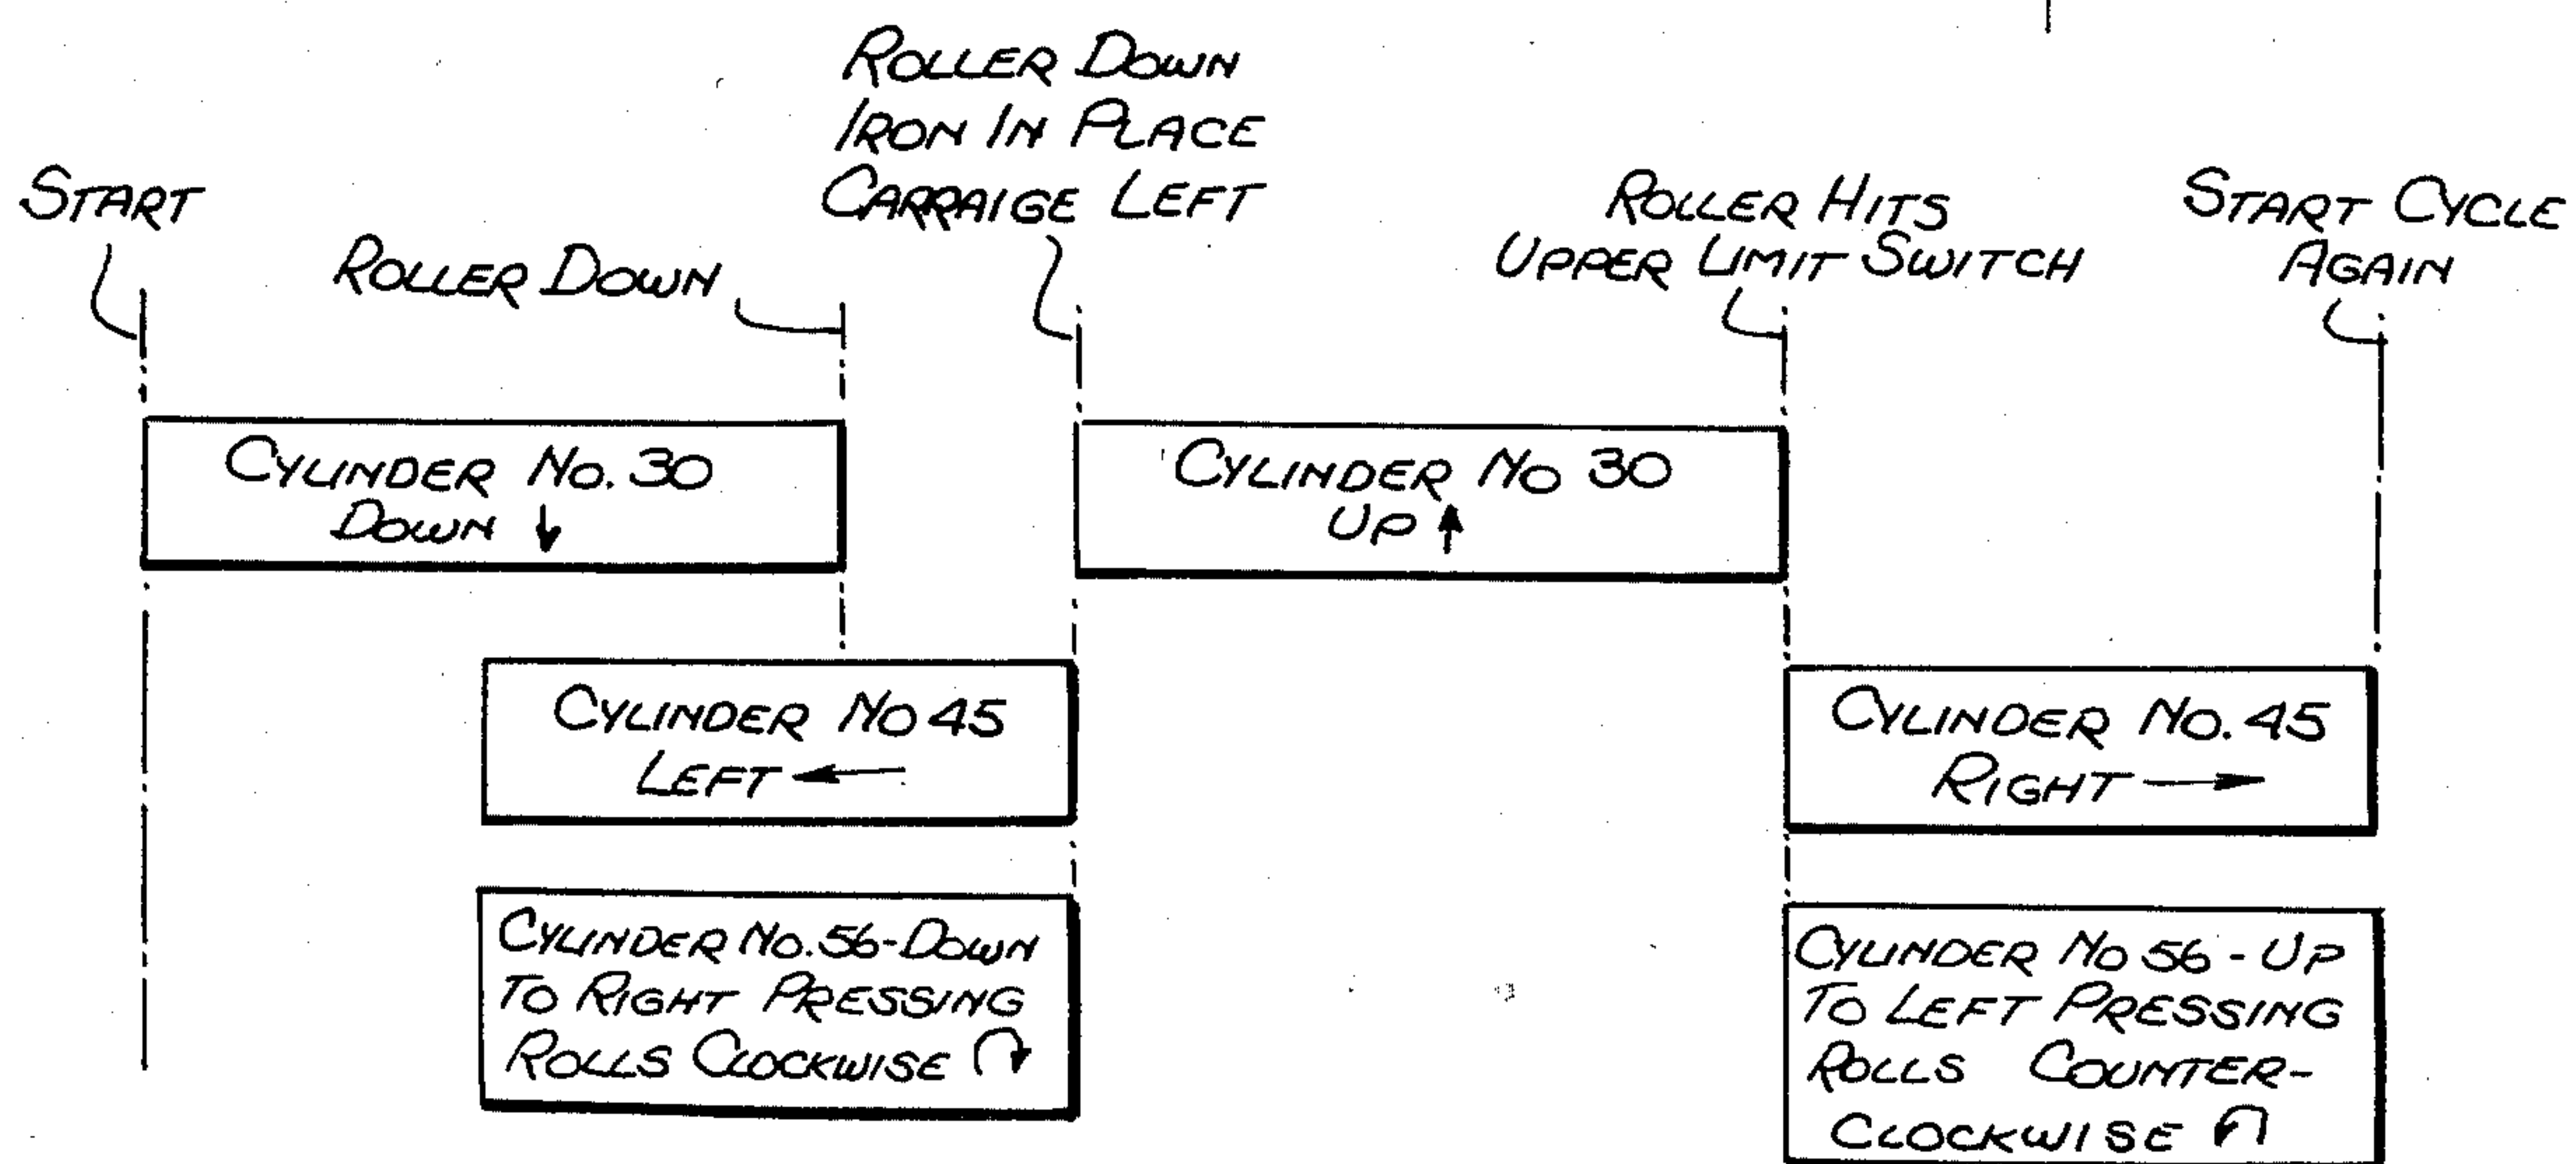 START
ROLLER DOWN
ROLLER DOWN
IRON IN PLACE
CARRAIGE LEFT
ROLLER HITS
UPPER LIMIT SWITCH
START CYCLE
AGAIN
CYLINDER NO. 30
DOWN ↓
CYLINDER NO 30
UP ↑
CYLINDER NO 45
LEFT ←
CYLINDER NO. 45
RIGHT →
CYLINDER NO. 56-DOWN
TO RIGHT PRESSING
ROLLS CLOCKWISE
CYLINDER NO 56 - UP
TO LEFT PRESSING
ROLLS COUNTER-
CLOCKWISE